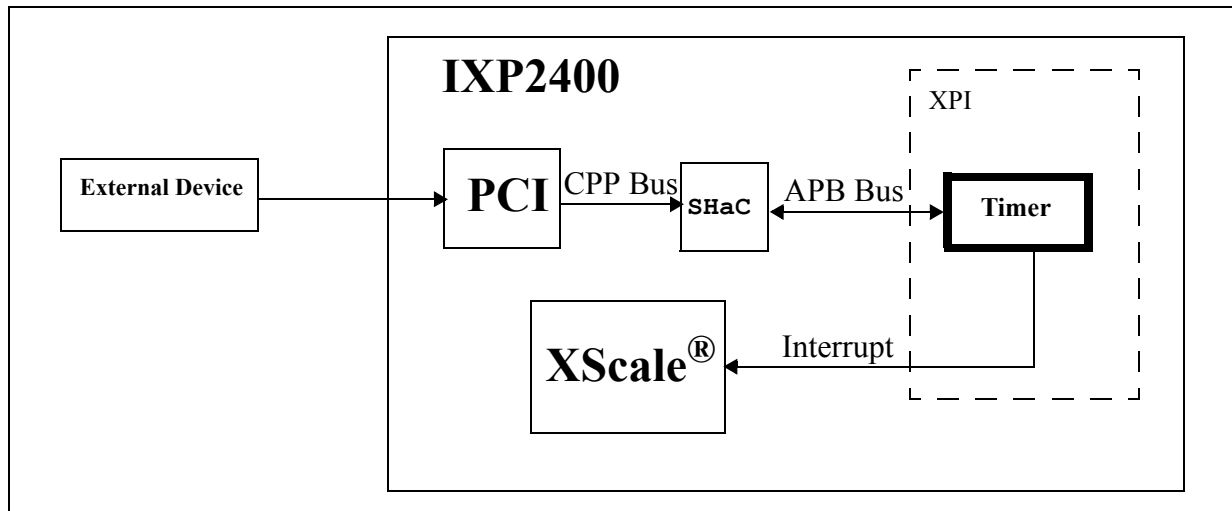 IXP2400
XPI
External Device
PCI
CPP Bus
SHaC
APB Bus
Timer
XScale®
Interrupt